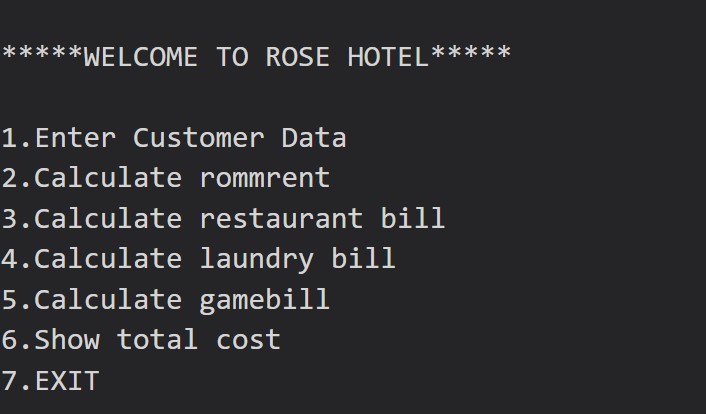 *****WELCOME TO ROSE HOTEL*****
1.Enter Customer Data
2.Calculate rommrent
3.Calculate restaurant bill
4.Calculate laundry bill
5.Calculate gamebill
6.Show total cost
7.EXIT